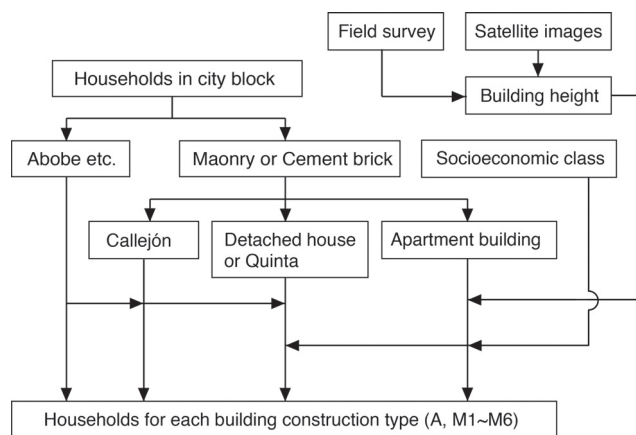 Field survey
Satellite images
Households in city block
Building height
Abobe etc.
Maonry or Cement brick
Socioeconomic class
Callejón
Detached house
or Quinta
Apartment building
Households for each building construction type (A, M1~M6)